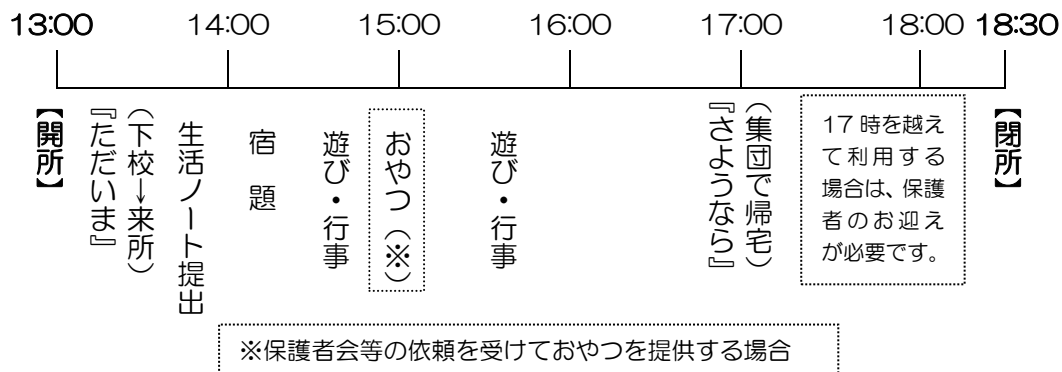 13:00 14:00 15:00 16:00 17:00 18:00 18:30
【開所】
『ただいま』
（下校→来所）
生活ノート提出
宿題
遊び・行事
おやつ（※）
遊び・行事
『さようなら』
（集団で帰宅）
17時を越え
て利用する
場合は、保護
者のお迎え
が必要です。
【閉所】
※保護者会等の依頼を受けておやつを提供する場合